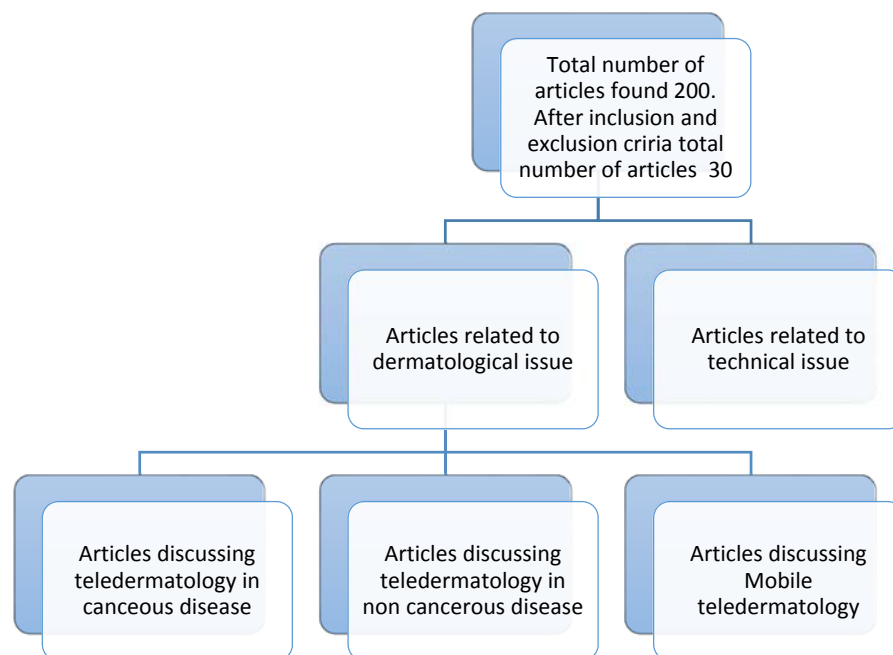 Total number of
articles found 200.
After inclusion and
exclusion criria total
number of articles  30
Articles related to
dermatological issue
Articles related to
technical issue
Articles discussing
teledermatology in
canceous disease
Articles discussing
teledermatology in
non cancerous disease
Articles discussing
Mobile
teledermatology